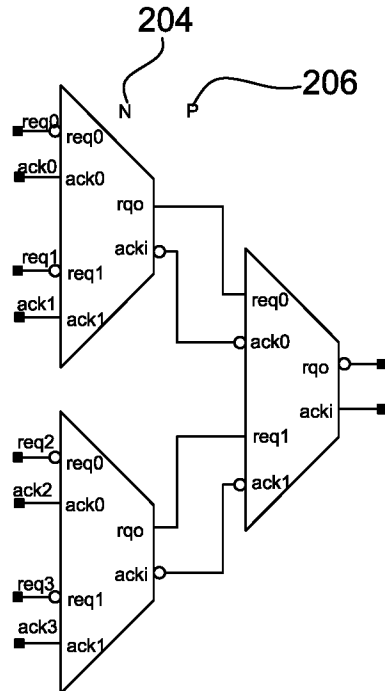 204
N P
206
req0
req0
ack0
ack0
rqo
acki
req1
req1
ack1
ack1
req0
ack0
rqo
acki
req1
ack1
req2
req0
ack2
ack0
rqo
acki
req3
req1
ack3
ack1